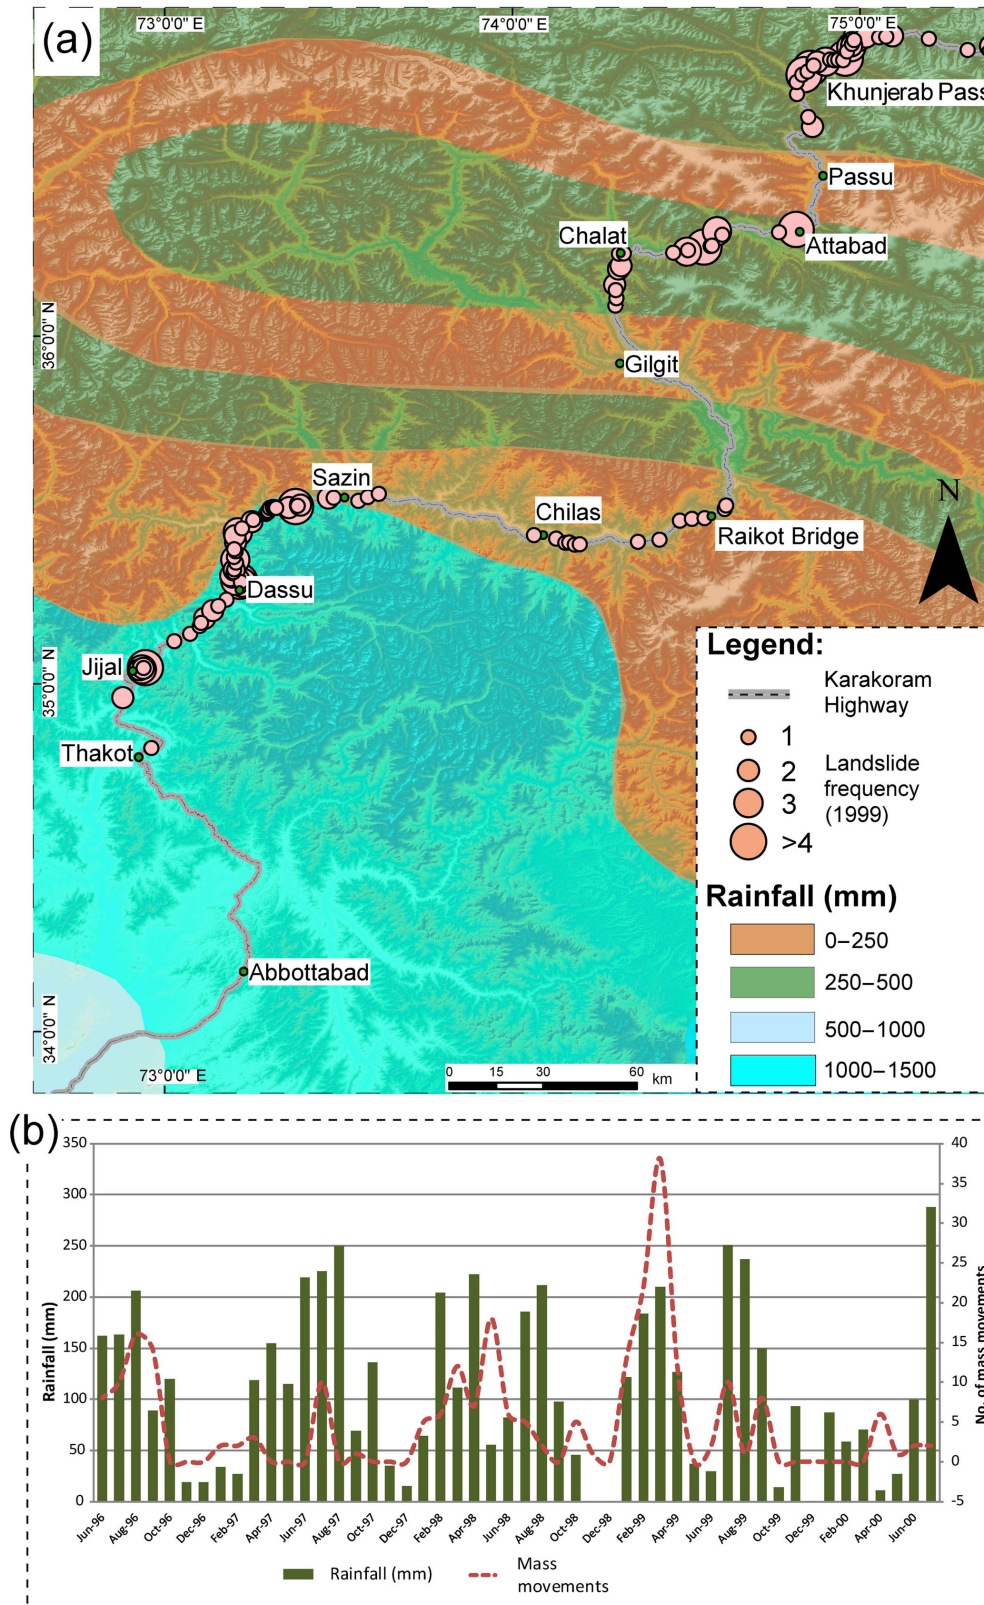 (a)
73°0'0" E
74°0'0" E
75°0'0" E
Khunjerab Pass
Passu
Chalat
Attabad
36°0'0" N
Gilgit
Sazin
N
Chilas
Raikot Bridge
Dassu
Jijal
35°0'0" N
Thakot
Abbottabad
34°0'0" N
73°0'0" E
0 15 30 60 km
Legend:
Karakoram
Highway
1
2
3
>4
Landslide
frequency
(1999)
Rainfall (mm)
0–250
250–500
500–1000
1000–1500
(b)
350
300
250
200
150
100
50
0
Rainfall (mm)
40
35
30
25
20
15
10
5
0
-5
No. of mass movements
Jun-96 Aug-96 Oct-96 Dec-96 Feb-97 Apr-97 Jun-97 Aug-97 Oct-97 Dec-97 Feb-98 Apr-98 Jun-98 Aug-98 Oct-98 Dec-98 Feb-99 Apr-99 Jun-99 Aug-99 Oct-99 Dec-99 Feb-00 Apr-00 Jun-00
Rainfall (mm)
Mass
movements